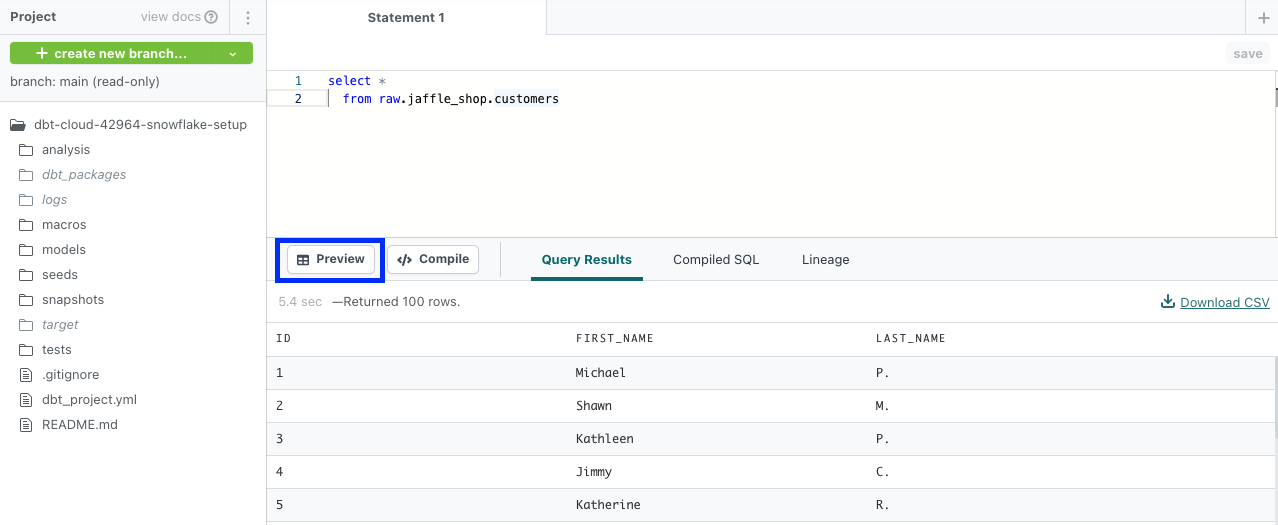 Project
view docs
create new branch...
branch: main (read-only)
dbt-cloud-42964-snowflake-setup
analysis
dbt_packages
logs
macros
models
seeds
snapshots
target
tests
.gitignore
dbt_project.yml
README.md
Statement 1
save
1 select *
2 from raw.jaffle_shop.customers
Preview
Compile
Query Results
Compiled SQL
Lineage
5.4 sec —Returned 100 rows.
Download CSV
ID FIRST_NAME LAST_NAME
1 Michael P.
2 Shawn M.
3 Kathleen P.
4 Jimmy C.
5 Katherine R.